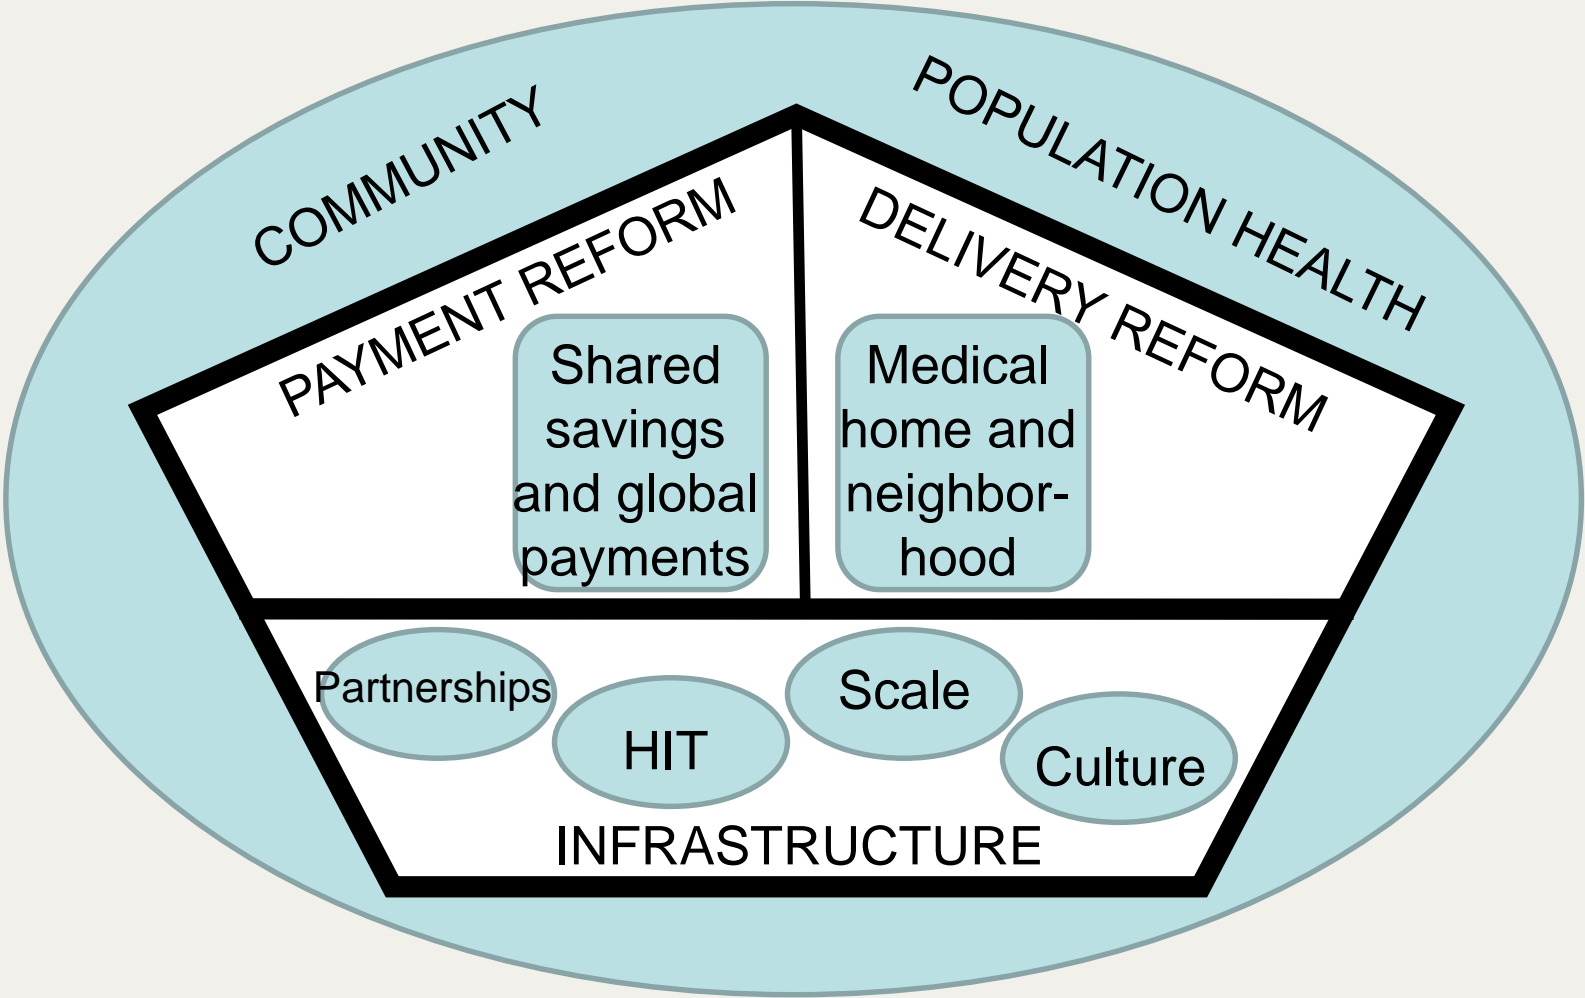 COMMUNITY
POPULATION HEALTH
PAYMENT REFORM
DELIVERY REFORM
Shared
savings
and global
payments
Medical
home and
neighbor-
hood
Partnerships
HIT
Scale
Culture
INFRASTRUCTURE